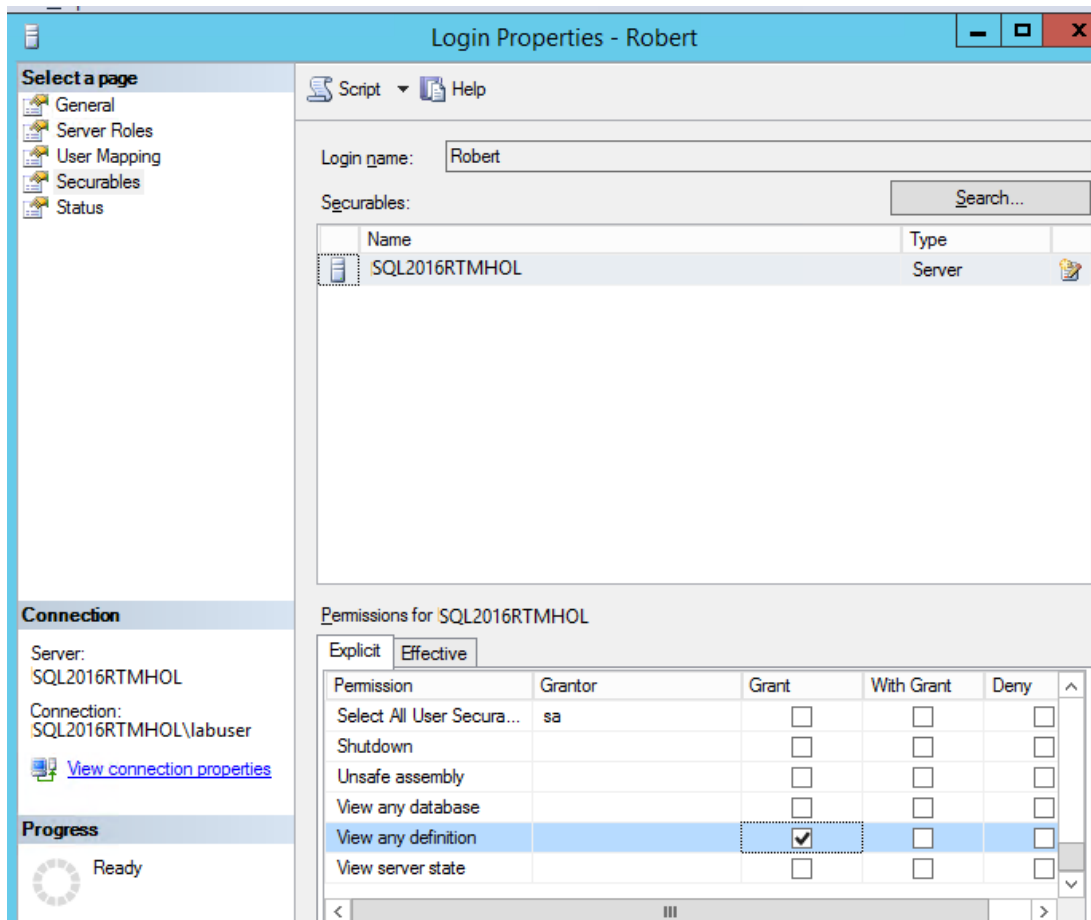 Login Properties - Robert
Select a page
General
Server Roles
User Mapping
Securables
Status
Script Help
Login name: Robert
Securables: Search...
Name Type
SQL2016RTMHOL Server
Connection
Server:
SQL2016RTMHOL
Connection:
SQL2016RTMHOL\labuser
View connection properties
Progress
Ready
Permissions for SQL2016RTMHOL
Explicit Effective
Permission Grantor Grant With Grant Deny
Select All User Secura... sa
Shutdown
Unsafe assembly
View any database
View any definition
View server state